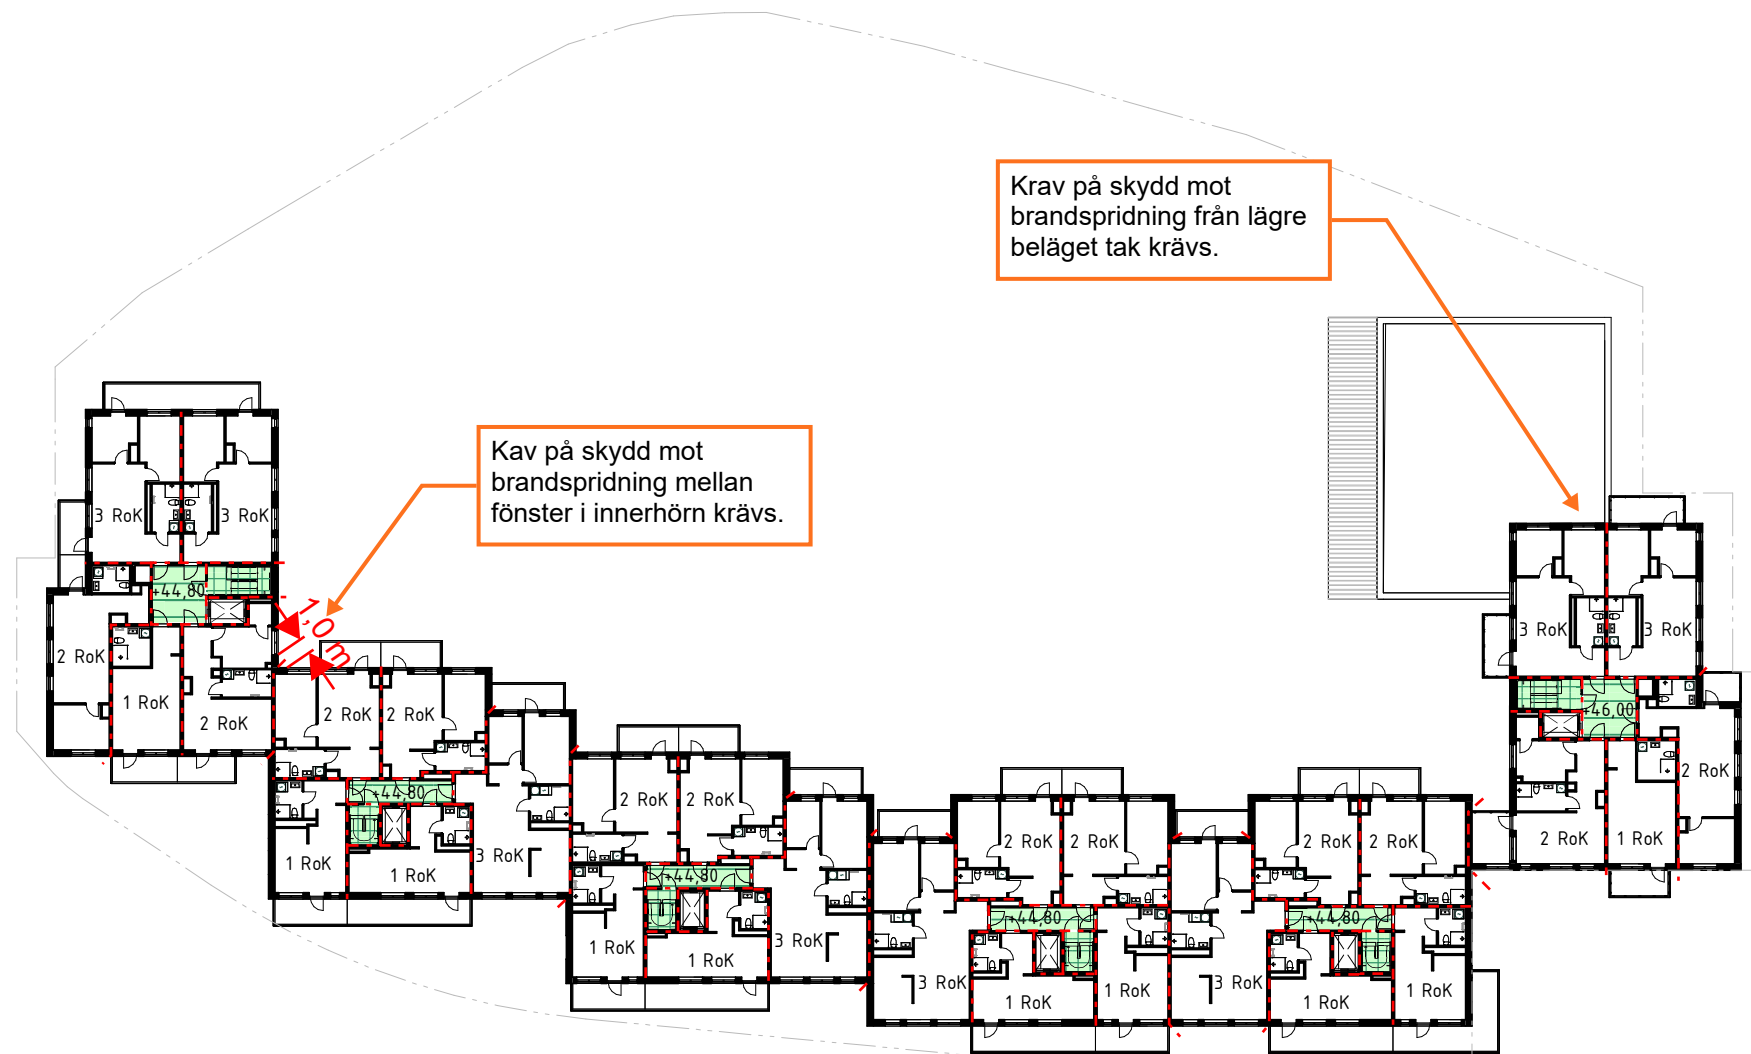 Krav på skydd mot
brandspridning från lägre
beläget tak krävs.
Kav på skydd mot
brandspridning mellan
fönster i innerhörn krävs.
3 RoK
3 RoK
+44,80
1,0 m
2 RoK
1 RoK
2 RoK
2 RoK
2 RoK
+44,80
1 RoK
1 RoK
3 RoK
2 RoK
2 RoK
+44,80
1 RoK
1 RoK
3 RoK
2 RoK
2 RoK
+44,80
3 RoK
1 RoK
1 RoK
2 RoK
2 RoK
+44,80
3 RoK
1 RoK
1 RoK
3 RoK
3 RoK
+46,00
2 RoK
2 RoK
1 RoK